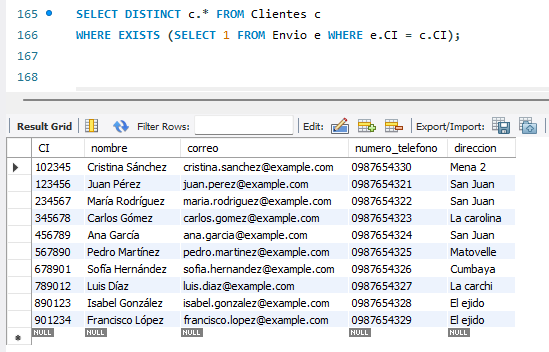 165 SELECT DISTINCT c.* FROM Clientes c
166 WHERE EXISTS (SELECT 1 FROM Envio e WHERE e.CI = c.CI);
167
168
Result Grid Filter Rows: Edit: Export/Import:
CI nombre correo numero_telefono direccion
102345 Cristina Sánchez cristina.sanchez@example.com 0987654330 Mena 2
123456 Juan Pérez juan.perez@example.com 0987654321 San Juan
234567 María Rodríguez maria.rodriguez@example.com 0987654322 San Juan
345678 Carlos Gómez carlos.gomez@example.com 0987654323 La carolina
456789 Ana García ana.garcia@example.com 0987654324 San Juan
567890 Pedro Martínez pedro.martinez@example.com 0987654325 Matovelle
678901 Sofía Hernández sofia.hernandez@example.com 0987654326 Cumbaya
789012 Luis Díaz luis.diaz@example.com 0987654327 La carchi
890123 Isabel González isabel.gonzalez@example.com 0987654328 El ejido
901234 Francisco López francisco.lopez@example.com 0987654329 El ejido
NULL NULL NULL NULL NULL